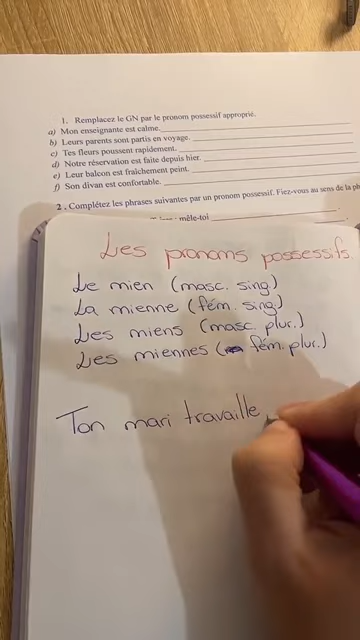 1. Remplacez le GN par le pronom possessif approprié.
a) Mon enseignante est calme.
b) Leurs parents sont partis en voyage.
c) Tes fleurs poussent rapidement.
d) Notre réservation est faite depuis hier.
e) Leur balcon est fraîchement peint.
f) Son divan est confortable.
2. Complétez les phrases suivantes par un pronom possessif. Fiez-vous au sens de la
- mêle-toi
Les pronoms possessifs
Le mien (masc. sing)
La mienne (fém. sing.)
Les miens (masc. plur.)
Les miennes (fém. plur.)
Ton mari travaille